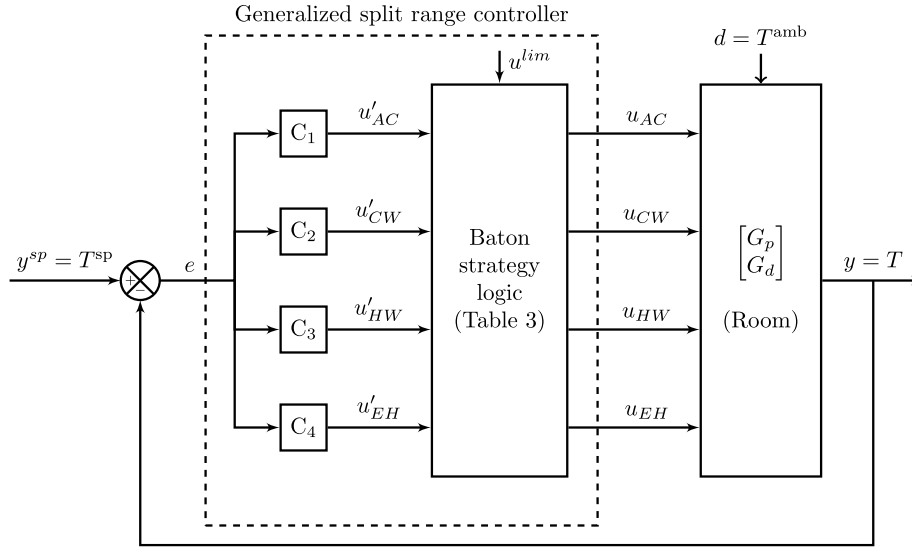 Generalized split range controller
u^{lim}
d = T^{amb}
C_1
u'_{AC}
u_{AC}
C_2
u'_{CW}
u_{CW}
y^{sp} = T^{sp}
+
−
e
Baton
strategy
logic
(Table 3)
[G_p
G_d]
(Room)
y = T
C_3
u'_{HW}
u_{HW}
C_4
u'_{EH}
u_{EH}